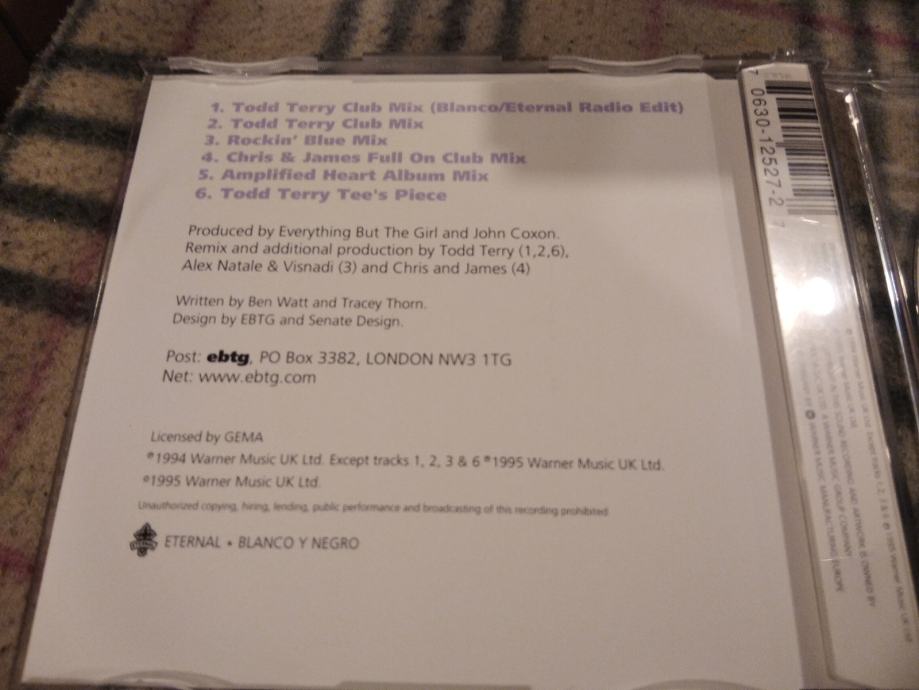 1. Todd Terry Club Mix (Blanco/Eternal Radio Edit)
2. Todd Terry Club Mix
3. Rockin' Blue Mix
4. Chris & James Full On Club Mix
5. Amplified Heart Album Mix
6. Todd Terry Tee's Piece
Produced by Everything But The Girl and John Coxon.
Remix and additional production by Todd Terry (1,2,6),
Alex Natale & Visnadi (3) and Chris and James (4)
Written by Ben Watt and Tracey Thorn.
Design by EBTG and Senate Design.
Post: ebtg, PO Box 3382, LONDON NW3 1TG
Net: www.ebtg.com
Licensed by GEMA
℗1994 Warner Music UK Ltd. Except tracks 1, 2, 3 & 6 ℗1995 Warner Music UK Ltd.
©1995 Warner Music UK Ltd.
Unauthorized copying, hiring, lending, public performance and broadcasting of this recording prohibited
ETERNAL
ETERNAL • BLANCO Y NEGRO
7 0630-12527-2 7